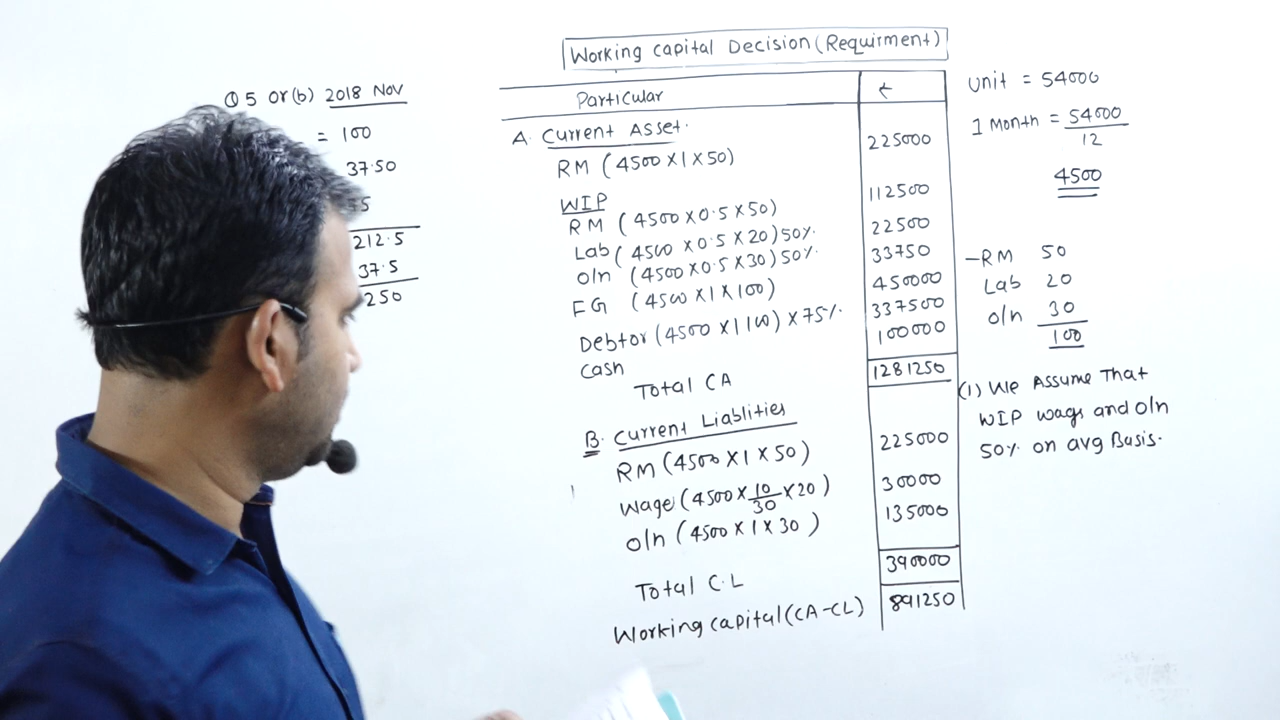 Working Capital Decision (Requirment)
Q 5 Or (b) 2018 Nov
= 100
37.50
5
212.5
37.5
250
Particular ₹
A. Current Asset.
RM (4500 × 1 × 50) 225000
WIP
RM (4500 × 0.5 × 50) 112500
Lab (4500 × 0.5 × 20) 50% 22500
O/n (4500 × 0.5 × 30) 50% 33750
FG (4500 × 1 × 100) 450000
Debtor (4500 × 1 100) × 75% 337500
Cash 100000
Total CA 1281250
B. Current Liablities
RM (4500 × 1 × 50) 225000
Wage (4500 × 10/30 × 20) 30000
O/n (4500 × 1 × 30) 135000
Total C.L 390000
Working Capital (CA-CL) 891250
Unit = 54000
1 Month = 54000/12
4500
- RM 50
Lab 20
O/n 30
100
(1) We Assume That
WIP wags and O/n
50% on avg Basis.